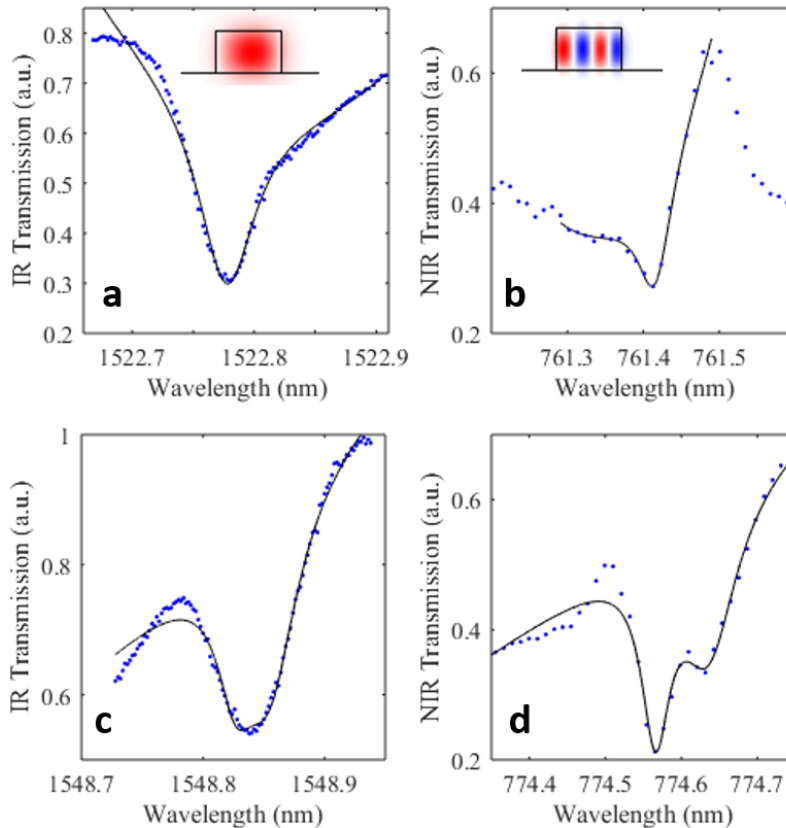 0.8
0.7
0.6
0.5
0.4
0.3
0.2
IR Transmission (a.u.)
a
1522.7 1522.8 1522.9
Wavelength (nm)
0.6
0.4
0.2
NIR Transmission (a.u.)
b
761.3 761.4 761.5
Wavelength (nm)
1
0.8
0.6
IR Transmission (a.u.)
c
1548.7 1548.8 1548.9
Wavelength (nm)
0.6
0.4
0.2
NIR Transmission (a.u.)
d
774.4 774.5 774.6 774.7
Wavelength (nm)